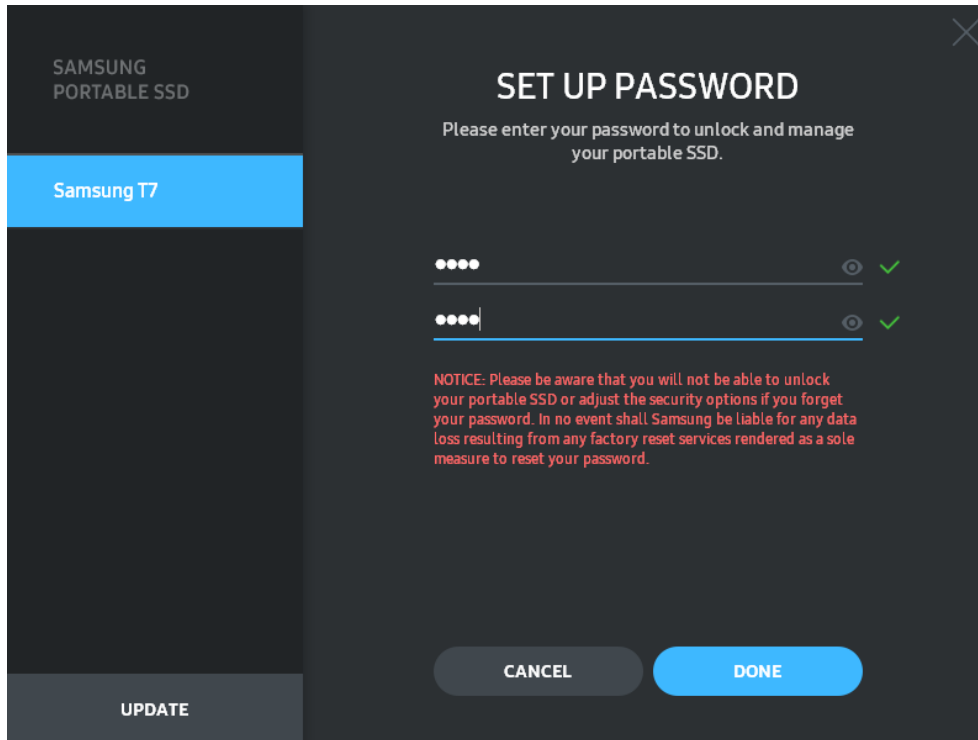 SAMSUNG
PORTABLE SSD
Samsung T7
UPDATE
SET UP PASSWORD
Please enter your password to unlock and manage
your portable SSD.
••••
••••
NOTICE: Please be aware that you will not be able to unlock
your portable SSD or adjust the security options if you forget
your password. In no event shall Samsung be liable for any data
loss resulting from any factory reset services rendered as a sole
measure to reset your password.
CANCEL
DONE